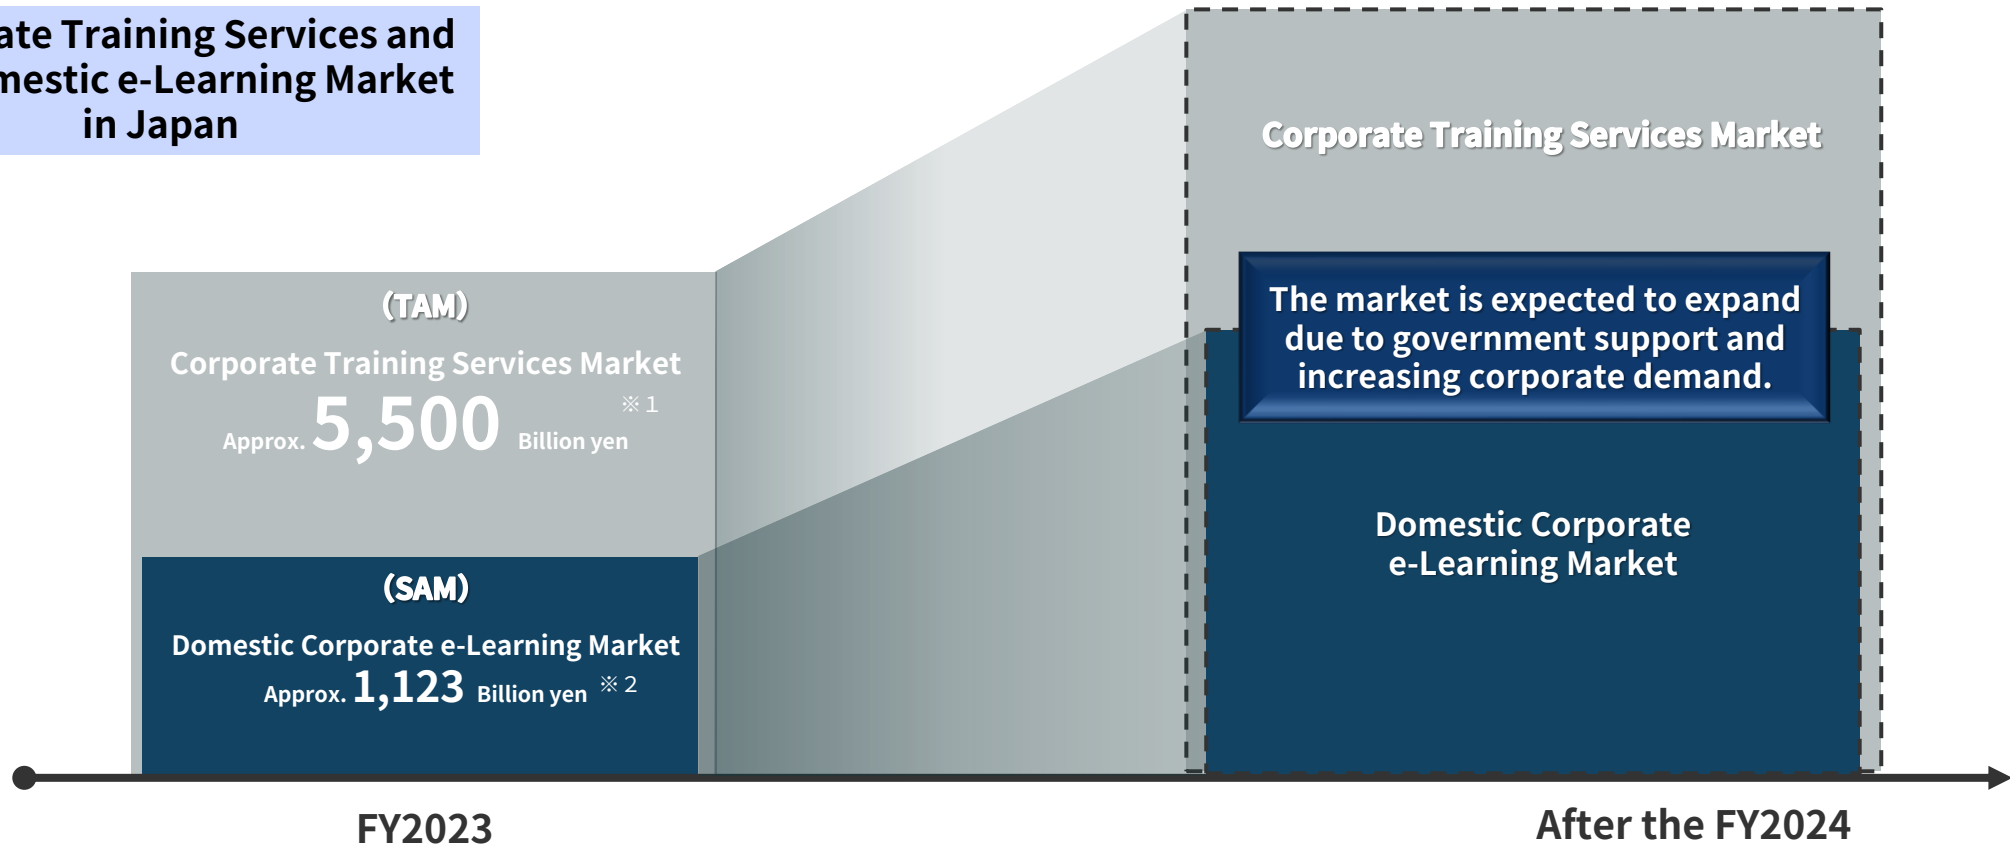 ate Training Services and
mestic e-Learning Market
in Japan
(TAM)
Corporate Training Services Market
※1
Approx. 5,500 Billion yen
(SAM)
Domestic Corporate e-Learning Market
Approx. 1,123 Billion yen ※2
Corporate Training Services Market
The market is expected to expand
due to government support and
increasing corporate demand.
Domestic Corporate
e-Learning Market
FY2023
After the FY2024